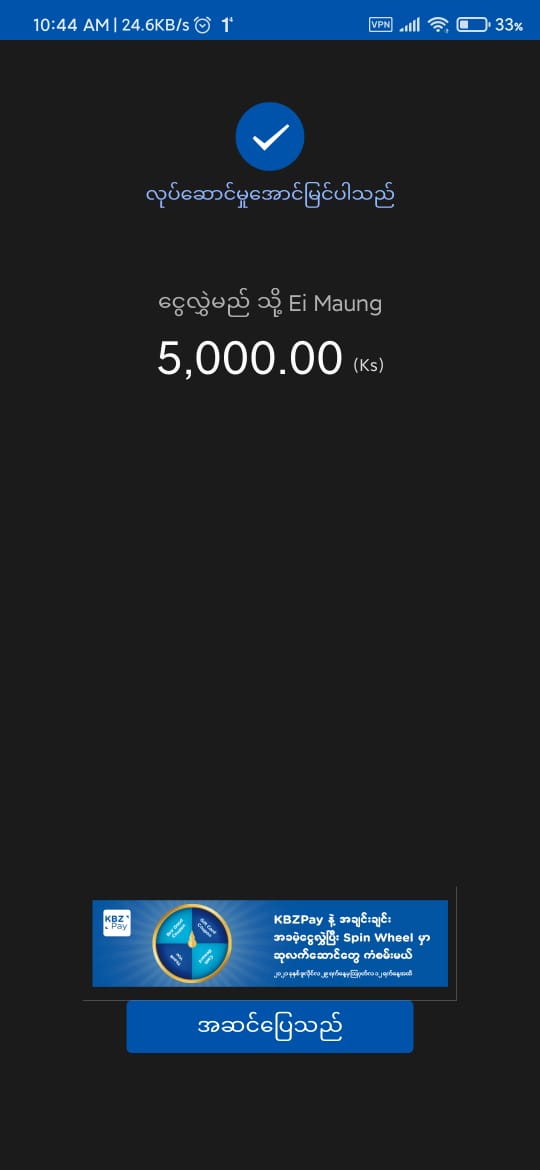 10:44 AM | 24.6KB/s
VPN 33%
လုပ်ဆောင်မှုအောင်မြင်ပါသည်
ငွေလွှဲမည် သို့ Ei Maung
5,000.00 (Ks)
KBZ
Pay
KBZPay နဲ့ အချင်းချင်း
အခမဲ့ငွေလွှဲပြီး Spin Wheel မှာ
ဆုလက်ဆောင်တွေ ကံစမ်းမယ်
အဆင်ပြေသည်